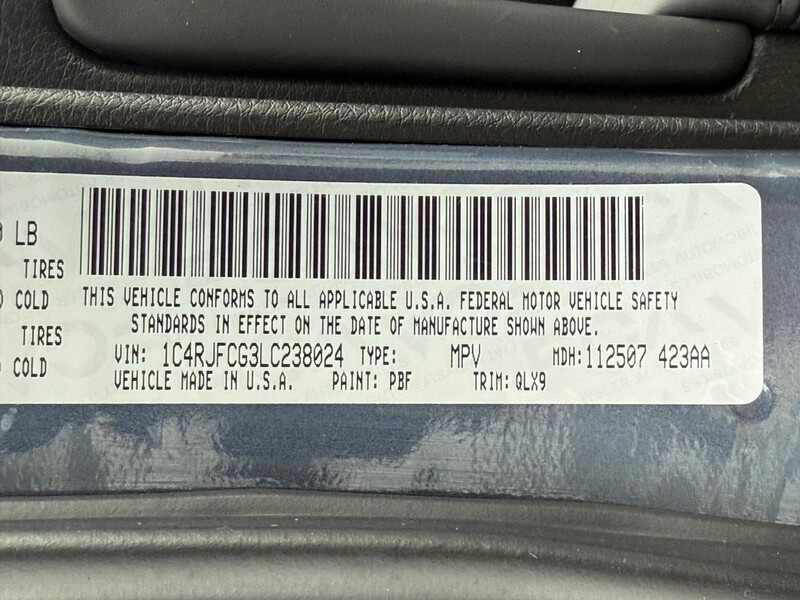 LB
TIRES
COLD
TIRES
COLD
THIS VEHICLE CONFORMS TO ALL APPLICABLE U.S.A. FEDERAL MOTOR VEHICLE SAFETY
STANDARDS IN EFFECT ON THE DATE OF MANUFACTURE SHOWN ABOVE.
VIN: 1C4RJFCG3LC238024 TYPE: MPV MDH:112507 423AA
VEHICLE MADE IN U.S.A. PAINT: PBF TRIM: QLX9